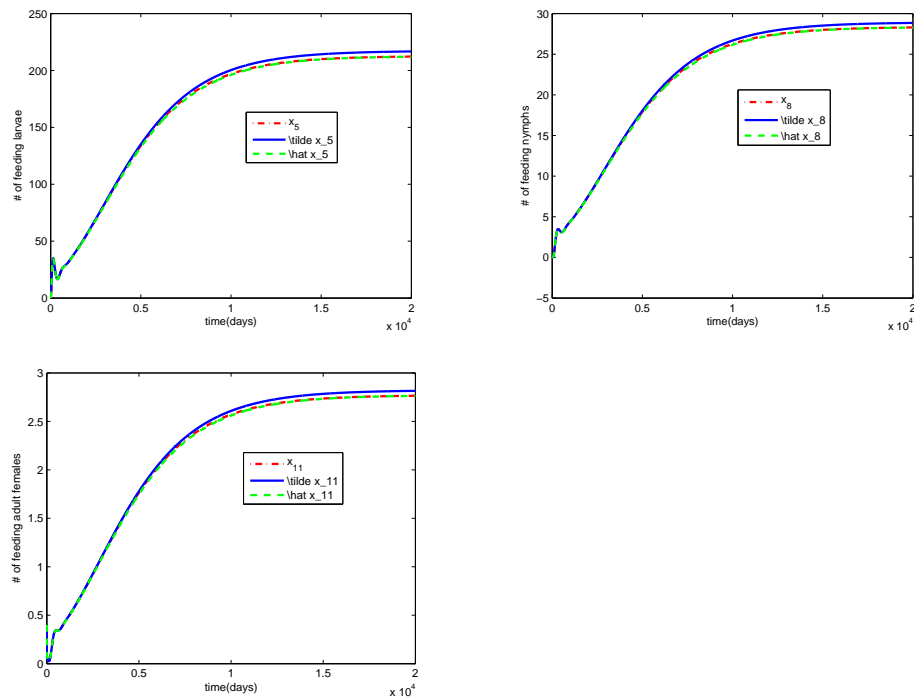 250
200
150
100
50
0
# of feeding larvae
x_5
\tilde x_5
\hat x_5
0 0.5 1 1.5 2
x 10^4
time(days)
30
25
20
15
10
5
0
−5
# of feeding nymphs
x_8
\tilde x_8
\hat x_8
0 0.5 1 1.5 2
x 10^4
time(days)
3
2.5
2
1.5
1
0.5
0
# of feeding adult females
x_11
\tilde x_11
\hat x_11
0 0.5 1 1.5 2
x 10^4
time(days)